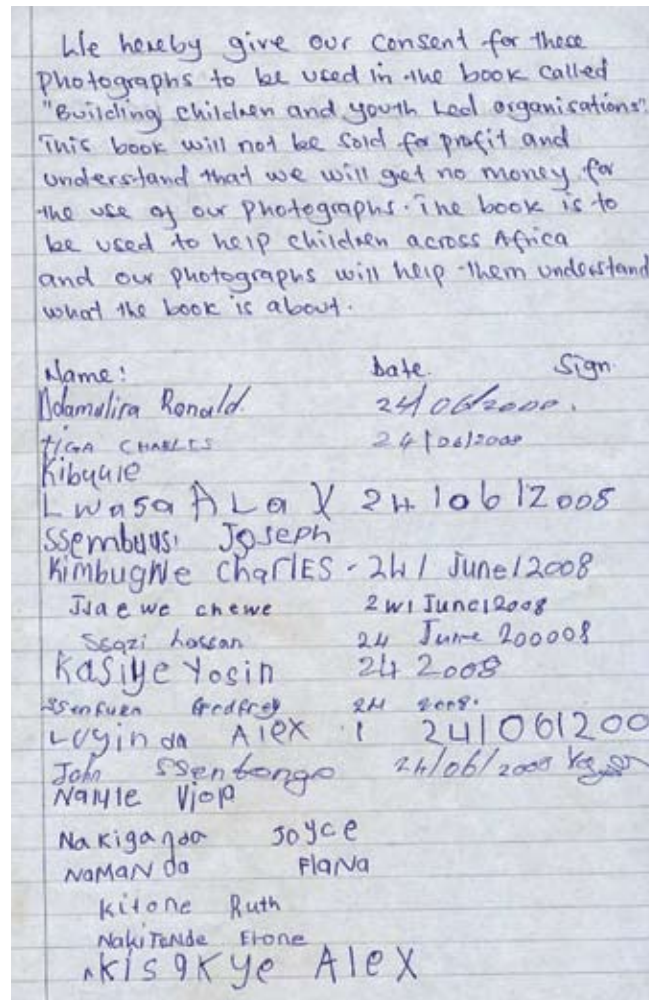 We hereby give our consent for these
photographs to be used in the book called
"Building children and youth led organisations".
This book will not be sold for profit and
understand that we will get no money for
the use of our photographs. The book is to
be used to help children across Africa
and our photographs will help them understand
what the book is about.
Name: Date. Sign.
Ndamulira Ronald. 24/06/2000.
TIGA CHARLES 24/06/2008
Kibuule
Lwasa ALaX 24/06/2008
Ssembuusi Joseph
Kimbugwe CharlES - 24/ June/2008
chewe June/2008
Ssazi hassan 24 June 200008
Kasiye Yosin 24 2008
Godfrey 24 2008.
Luyinda AleX 24/06/200
John SSentongo 24/06/2008
Nakiganda Joyce
NaMaNda FlaNa
Kitone Ruth
NakiTeNde
kisakye AleX